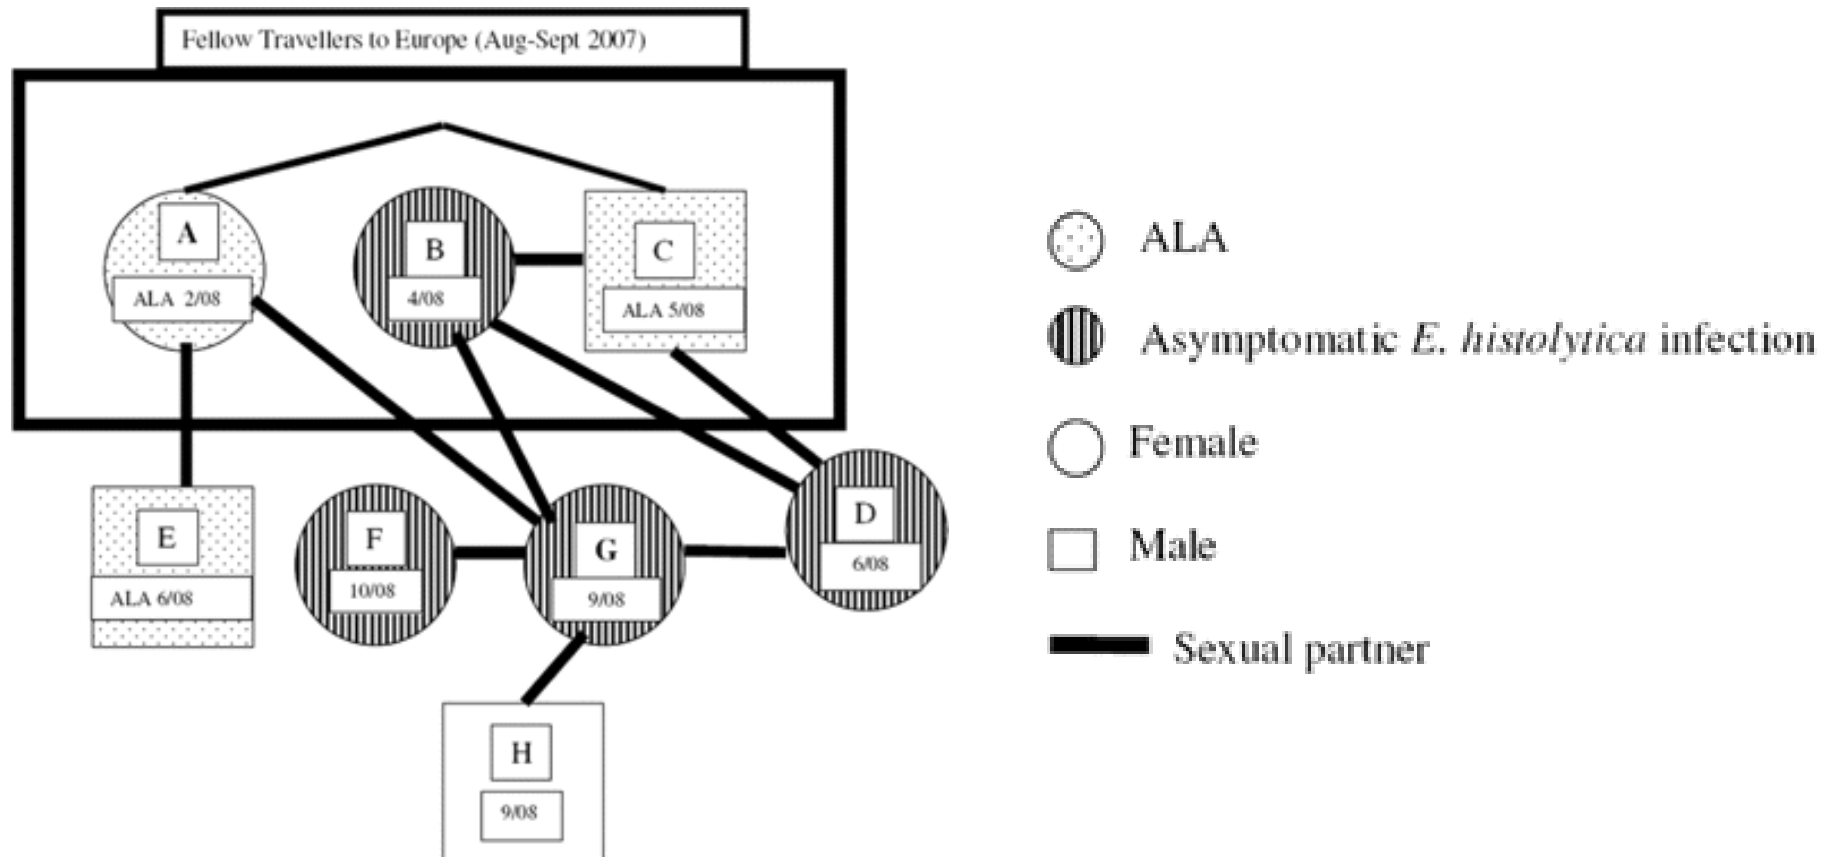 Fellow Travellers to Europe (Aug-Sept 2007)
A
ALA 2/08
B
4/08
C
ALA 5/08
E
ALA 6/08
F
10/08
G
9/08
D
6/08
H
9/08
ALA
Asymptomatic E. histolytica infection
Female
Male
Sexual partner